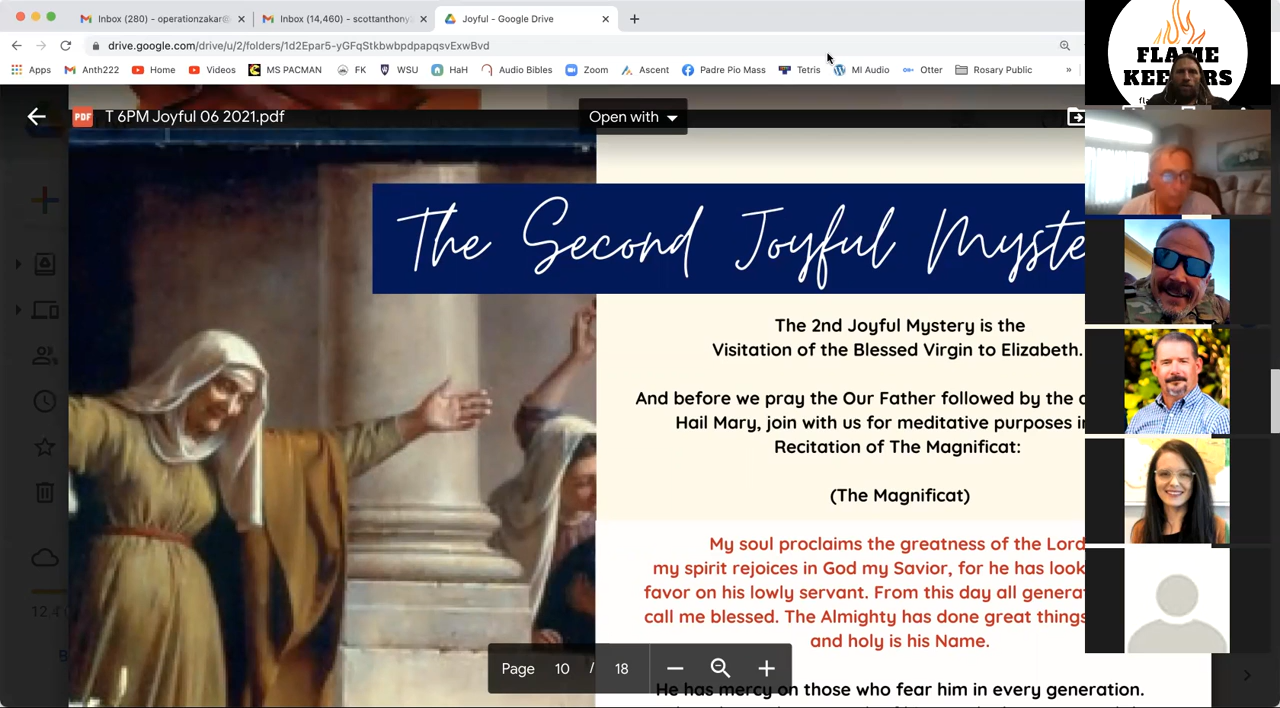 Inbox (280) - operationzakar@
Inbox (14,460) - scottanthony
Joyful - Google Drive
drive.google.com/drive/u/2/folders/1d2Epar5-yGFqStkbwbpdpapqsvExwBvd
Apps
Anth222
Home
Videos
MS PACMAN
FK
WSU
Hall
Audio Bibles
Zoom
Ascent
Padre Pio Mass
Tetris
MI Audio
Otter
Rosary Public
»
FLAME
KEEPERS
PDF
T 6PM Joyful 06 2021.pdf
Open with
The Second Joyful Myste
The 2nd Joyful Mystery is the
Visitation of the Blessed Virgin to Elizabeth.
And before we pray the Our Father followed by the
Hail Mary, join with us for meditative purposes in
Recitation of The Magnificat:
(The Magnificat)
My soul proclaims the greatness of the Lord
my spirit rejoices in God my Savior, for he has look
favor on his lowly servant. From this day all genera
call me blessed. The Almighty has done great things
and holy is his Name.
Page 10 / 18
He has mercy on those who fear him in every generation.